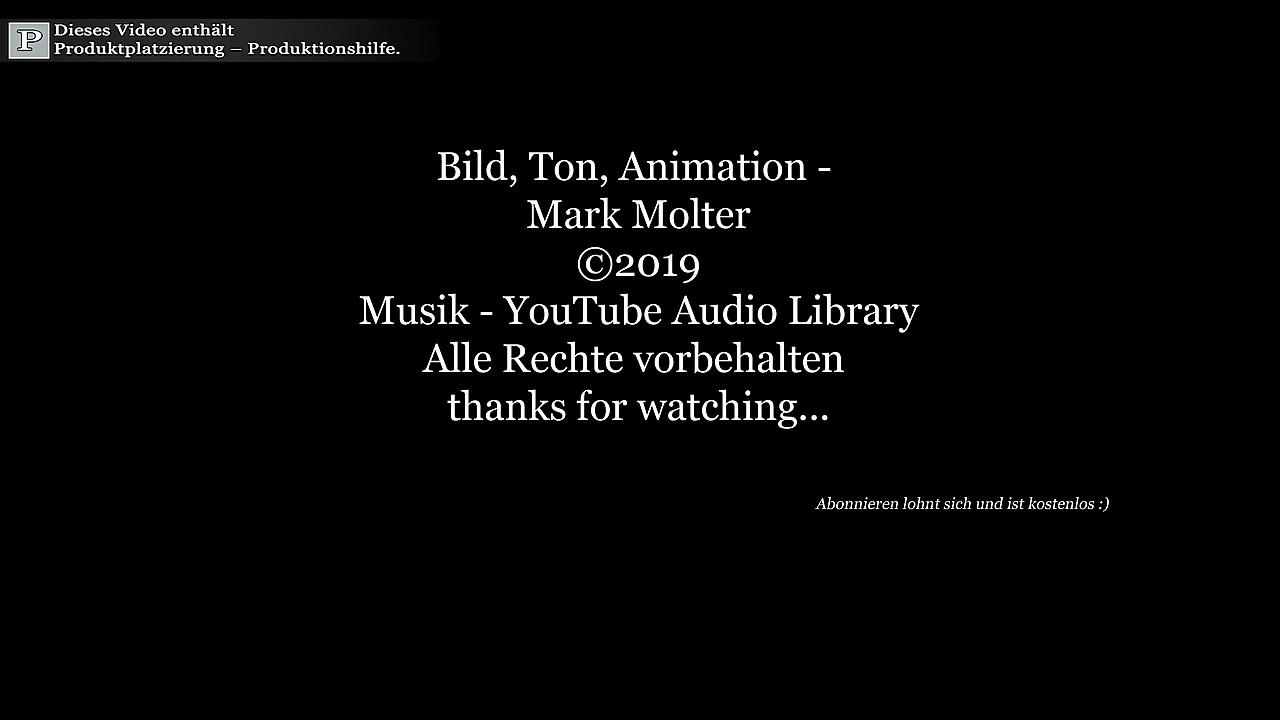 P
Dieses Video enthält
Produktplatzierung – Produktionshilfe.
Bild, Ton, Animation -
Mark Molter
©2019
Musik - YouTube Audio Library
Alle Rechte vorbehalten
thanks for watching...
Abonnieren lohnt sich und ist kostenlos :)